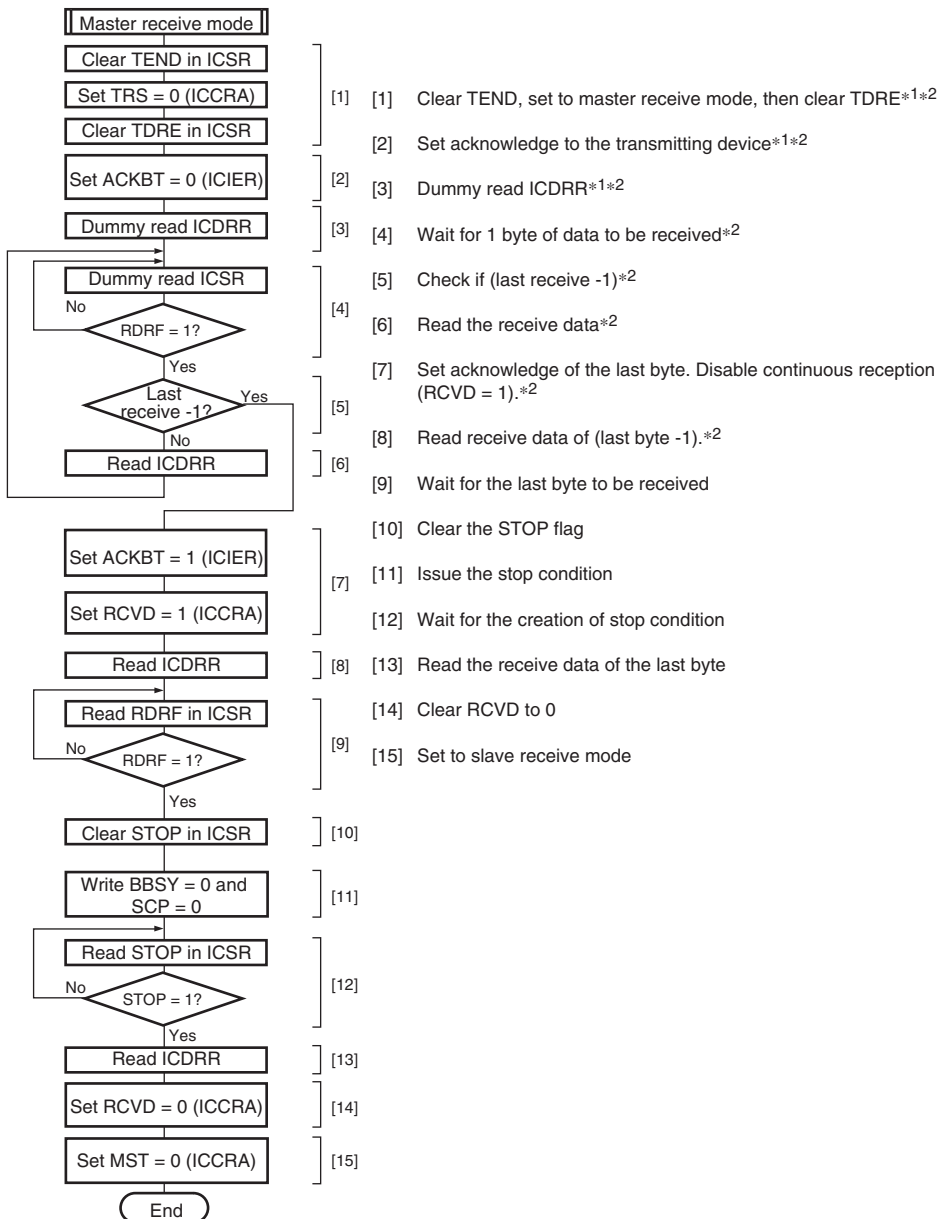 Master receive mode
Clear TEND in ICSR
Set TRS = 0 (ICCRA)
Clear TDRE in ICSR
[1]
Set ACKBT = 0 (ICIER)
[2]
Dummy read ICDRR
[3]
Dummy read ICSR
No
RDRF = 1?
[4]
Yes
Last
receive -1?
Yes
[5]
No
Read ICDRR
[6]
Set ACKBT = 1 (ICIER)
[7]
Set RCVD = 1 (ICCRA)
Read ICDRR
[8]
Read RDRF in ICSR
No
RDRF = 1?
[9]
Yes
Clear STOP in ICSR
[10]
Write BBSY = 0 and
SCP = 0
[11]
Read STOP in ICSR
No
STOP = 1?
[12]
Yes
Read ICDRR
[13]
Set RCVD = 0 (ICCRA)
[14]
Set MST = 0 (ICCRA)
[15]
End
[1] Clear TEND, set to master receive mode, then clear TDRE*1*2
[2] Set acknowledge to the transmitting device*1*2
[3] Dummy read ICDRR*1*2
[4] Wait for 1 byte of data to be received*2
[5] Check if (last receive -1)*2
[6] Read the receive data*2
[7] Set acknowledge of the last byte. Disable continuous reception
(RCVD = 1).*2
[8] Read receive data of (last byte -1).*2
[9] Wait for the last byte to be received
[10] Clear the STOP flag
[11] Issue the stop condition
[12] Wait for the creation of stop condition
[13] Read the receive data of the last byte
[14] Clear RCVD to 0
[15] Set to slave receive mode